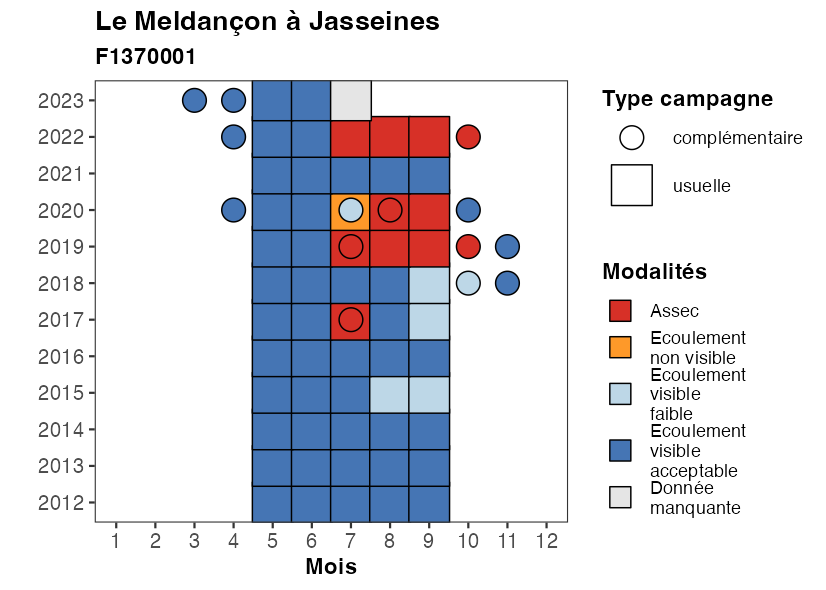 Le Meldançon à Jasseines
F1370001
2023
2022
2021
2020
2019
2018
2017
2016
2015
2014
2013
2012
1 2 3 4 5 6 7 8 9 10 11 12
Mois
Type campagne
complémentaire
usuelle
Modalités
Assec
Ecoulement
non visible
Ecoulement
visible
faible
Ecoulement
visible
acceptable
Donnée
manquante